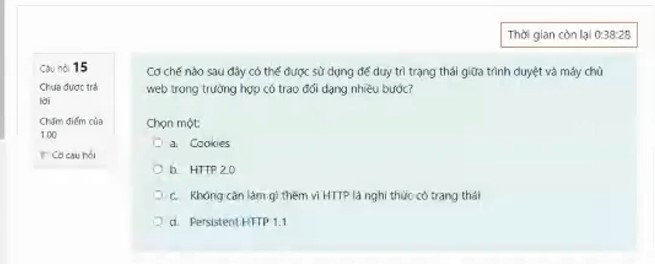 Thời gian còn lại 0:38:28
Câu hỏi 15
Chưa được trả
lời
Chấm điểm của
1.00
Cờ câu hỏi
Cơ chế nào sau đây có thể được sử dụng để duy trì trạng thái giữa trình duyệt và máy chủ
web trong trường hợp có trao đổi dạng nhiều bước?
Chọn một:
a. Cookies
b. HTTP 2.0
c. Không cần làm gì thêm vì HTTP là nghi thức có trạng thái
d. Persistent HTTP 1.1